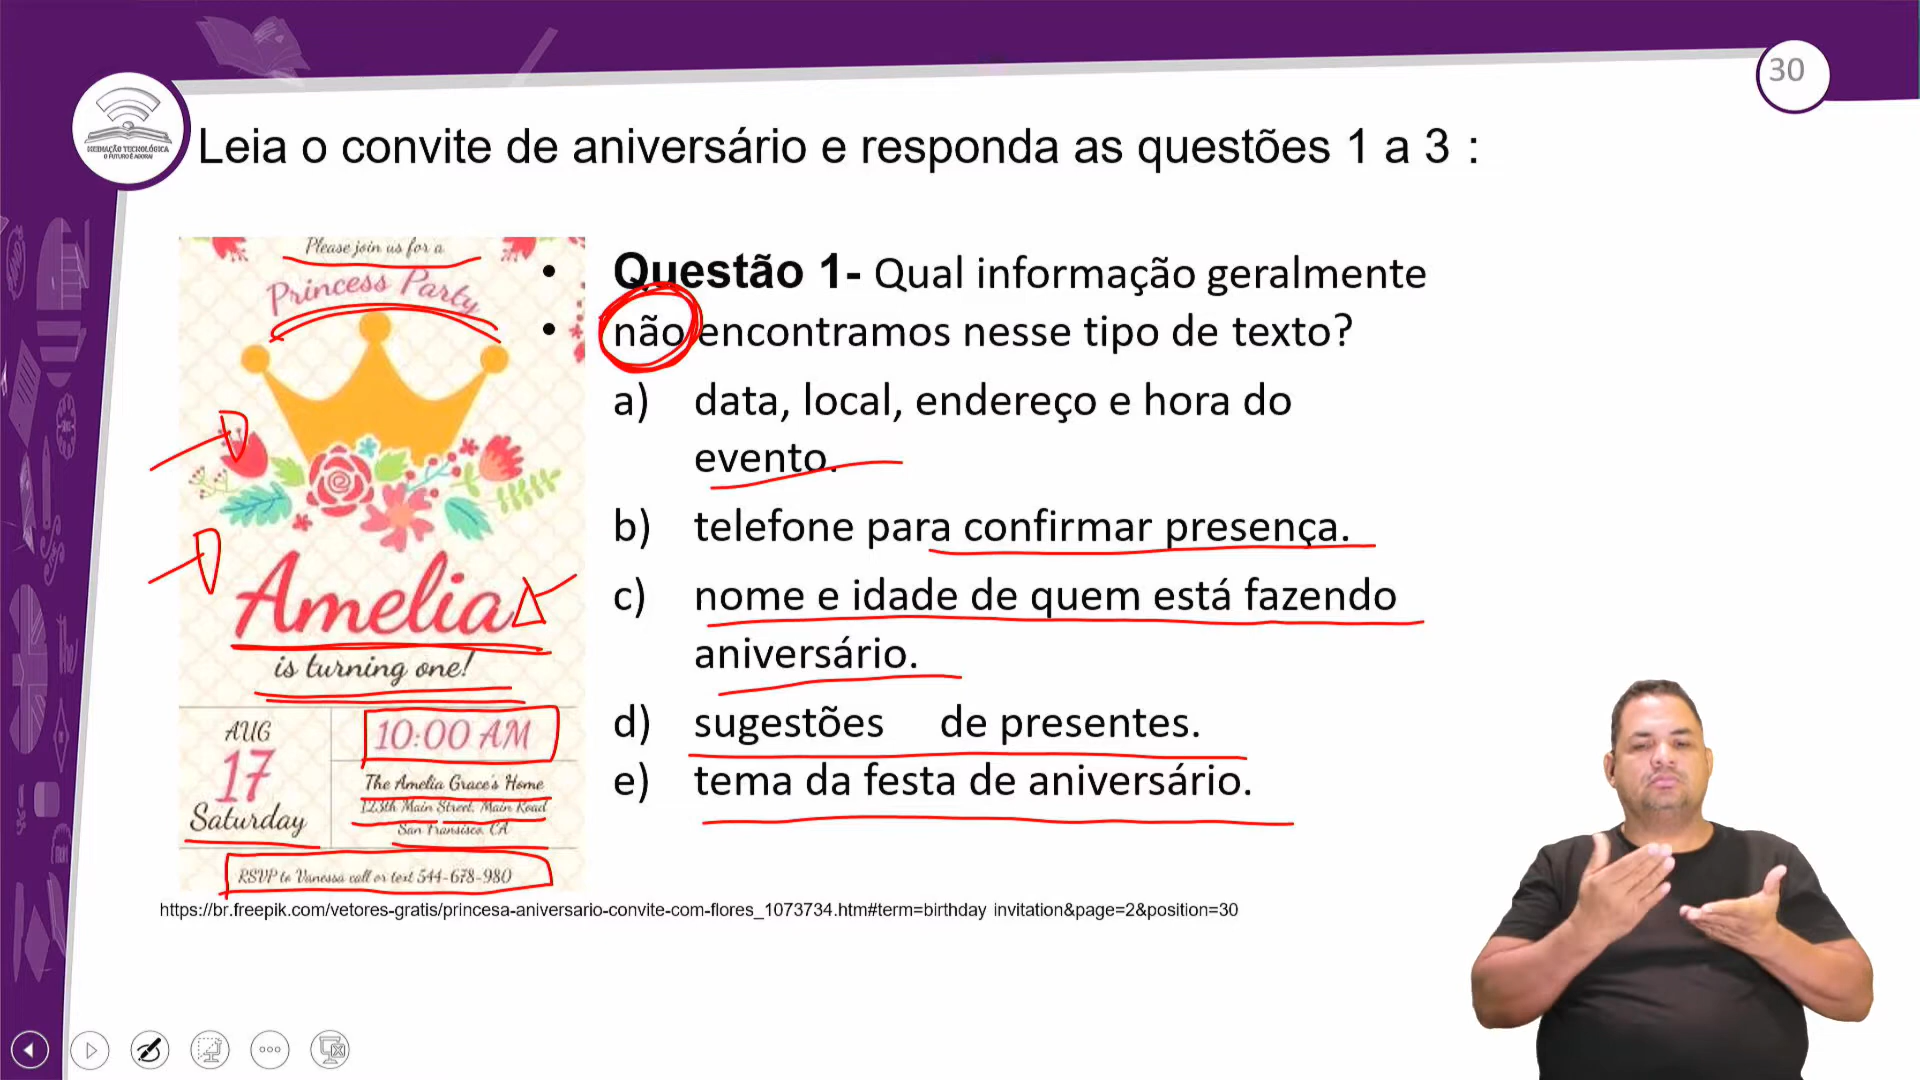 30
MEDIAÇÃO TECNOLÓGICA
O FUTURO É AGORA!
Leia o convite de aniversário e responda as questões 1 a 3 :
Please join us for a
Princess Party
Amelia
is turning one!
AUG
17
Saturday
10:00 AM
The Amelia Grace's Home
123th Main Street, Main Road
San Fransisco, CA
RSVP to Vanessa call or text 544-678-980
• Questão 1- Qual informação geralmente
• não encontramos nesse tipo de texto?
a) data, local, endereço e hora do
evento.
b) telefone para confirmar presença.
c) nome e idade de quem está fazendo
aniversário.
d) sugestões de presentes.
e) tema da festa de aniversário.
https://br.freepik.com/vetores-gratis/princesa-aniversario-convite-com-flores_1073734.htm#term=birthday invitation&page=2&position=30